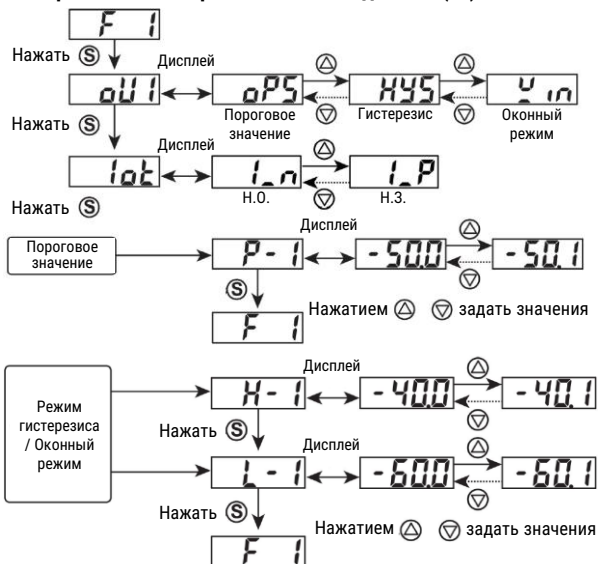 F 1
Нажать S
Дисплей
oU1 oPS HYS Yin
Пороговое
значение
Гистерезис
Оконный
режим
Нажать S
Дисплей
1ot 1_n 1_P
Н.О. Н.З.
Нажать S
Дисплей
Пороговое
значение
P-1 -50.0 -50.1
S
Нажатием задать значения
F 1
Дисплей
H-1 -40.0 -40.1
Режим
гистерезиса
/ Оконный
режим
Нажать S
Дисплей
L-1 -60.0 -60.1
Нажать S
Нажатием задать значения
F 1